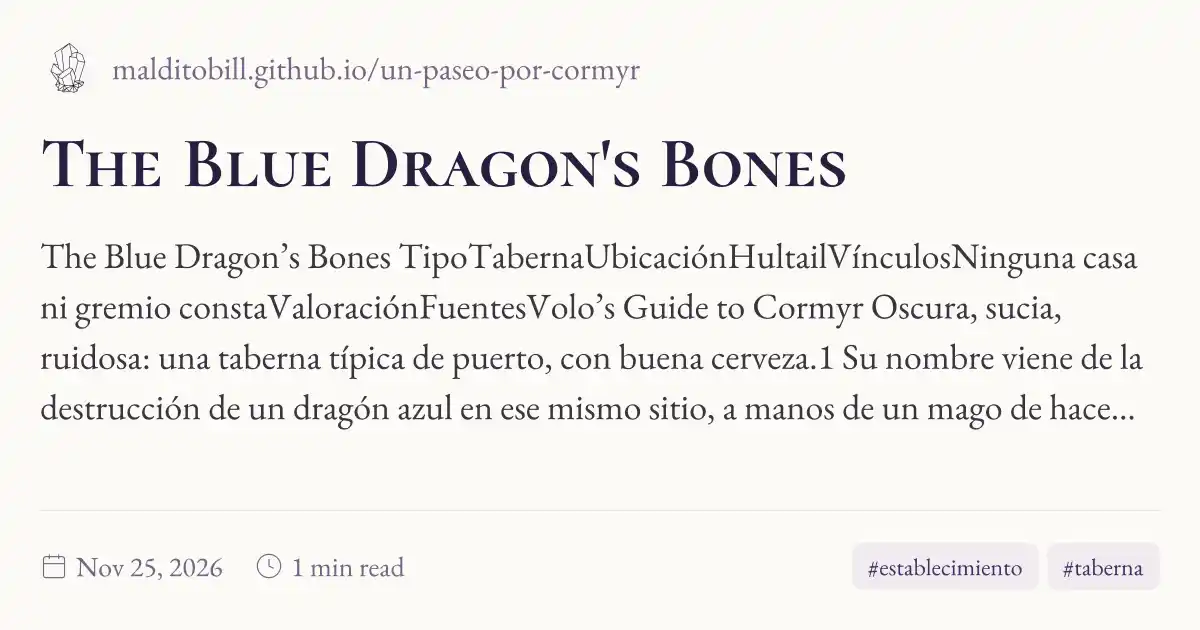 malditobill.github.io/un-paseo-por-cormyr
The Blue Dragon's Bones
The Blue Dragon’s Bones TipoTabernaUbicaciónHultailVínculosNinguna casa
ni gremio constaValoraciónFuentesVolo’s Guide to Cormyr Oscura, sucia,
ruidosa: una taberna típica de puerto, con buena cerveza.1 Su nombre viene de la
destrucción de un dragón azul en ese mismo sitio, a manos de un mago de hace...
Nov 25, 2026
1 min read
#establecimiento
#taberna